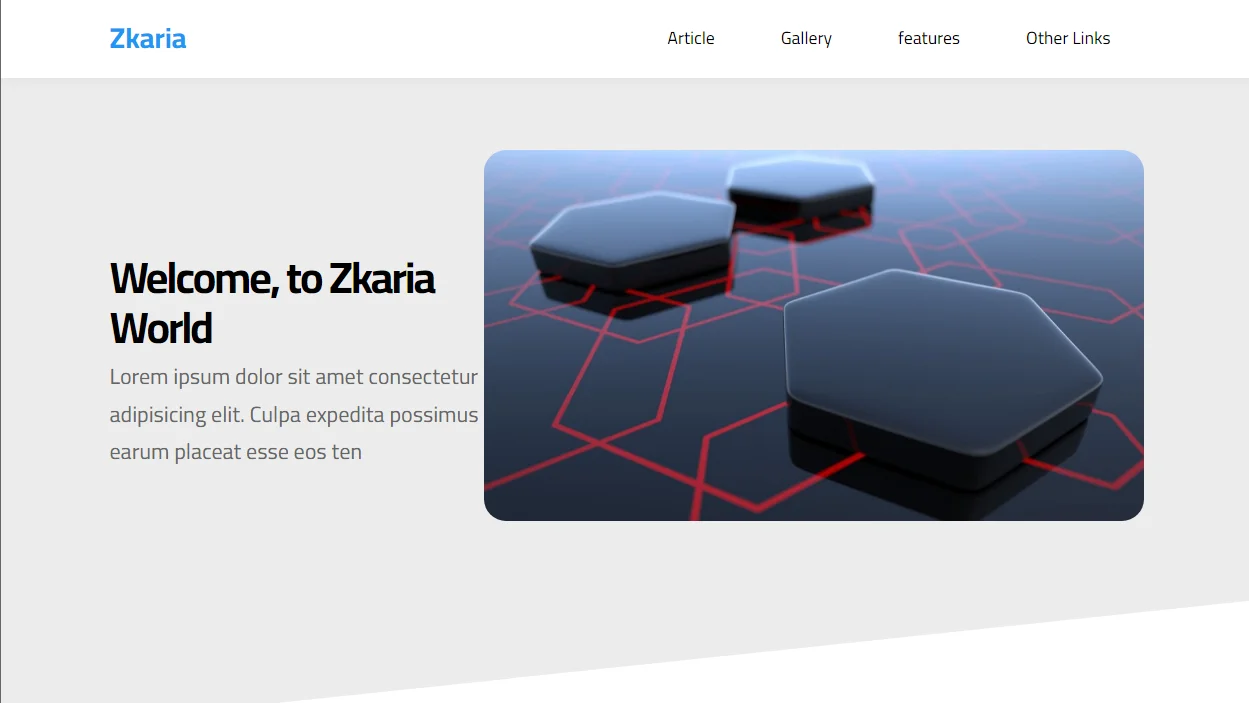 Zkaria
Article
Gallery
features
Other Links
Welcome, to Zkaria
World
Lorem ipsum dolor sit amet consectetur
adipisicing elit. Culpa expedita possimus
earum placeat esse eos ten